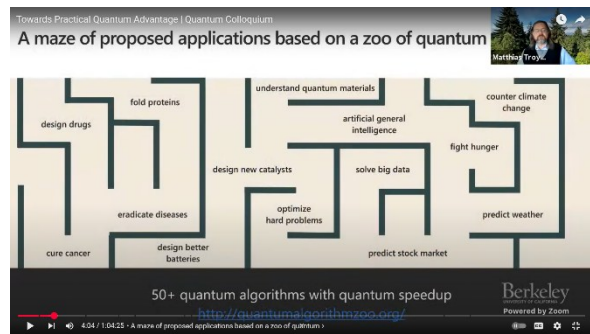 Towards Practical Quantum Advantage | Quantum Colloquium
A maze of proposed applications based on a zoo of quantum
Matthias Troy...
understand quantum materials
fold proteins
counter climate
change
design drugs
artificial general
intelligence
fight hunger
design new catalysts
solve big data
eradicate diseases
optimize
hard problems
predict weather
cure cancer
design better
batteries
predict stock market
50+ quantum algorithms with quantum speedup
http://quantumalgorithmzoo.org/
Berkeley
UNIVERSITY OF CALIFORNIA
Powered by Zoom
4:04 / 1:04:25 • A maze of proposed applications based on a zoo of quantum ›